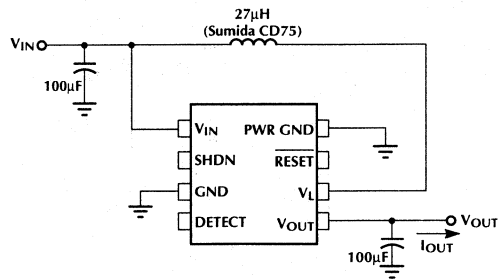 27μH
(Sumida CD75)
VIN
100μF
VIN
PWR GND
SHDN
RESET
GND
VL
DETECT
VOUT
VOUT
IOUT
100μF